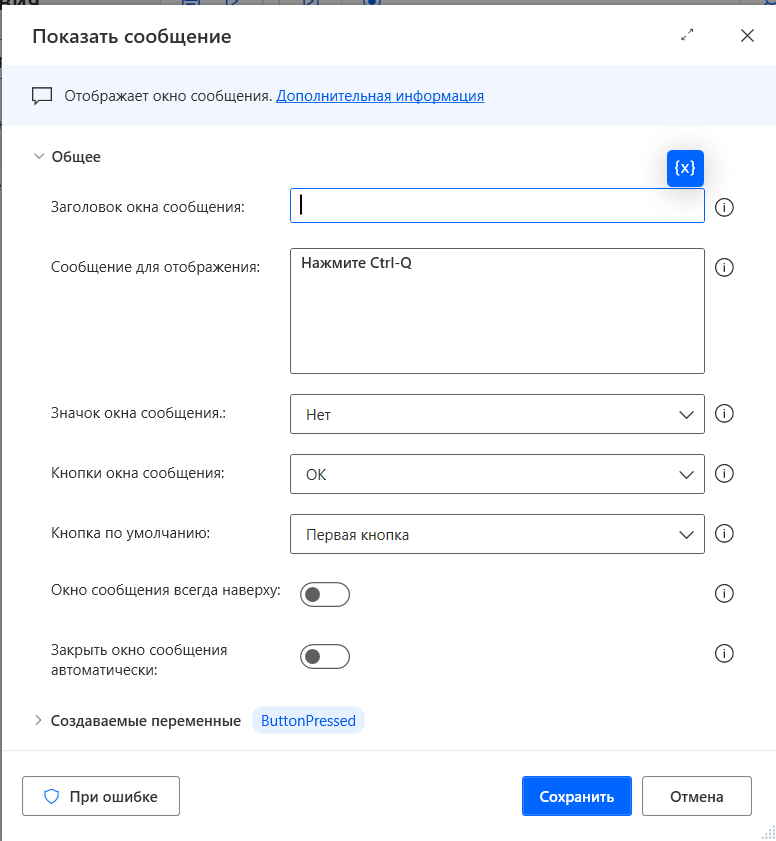 Показать сообщение
Отображает окно сообщения. Дополнительная информация
Общее
{x}
Заголовок окна сообщения:
Сообщение для отображения:
Нажмите Ctrl-Q
Значок окна сообщения.:
Нет
Кнопки окна сообщения:
ОК
Кнопка по умолчанию:
Первая кнопка
Окно сообщения всегда наверху:
Закрыть окно сообщения
автоматически:
Создаваемые переменные ButtonPressed
При ошибке
Сохранить
Отмена